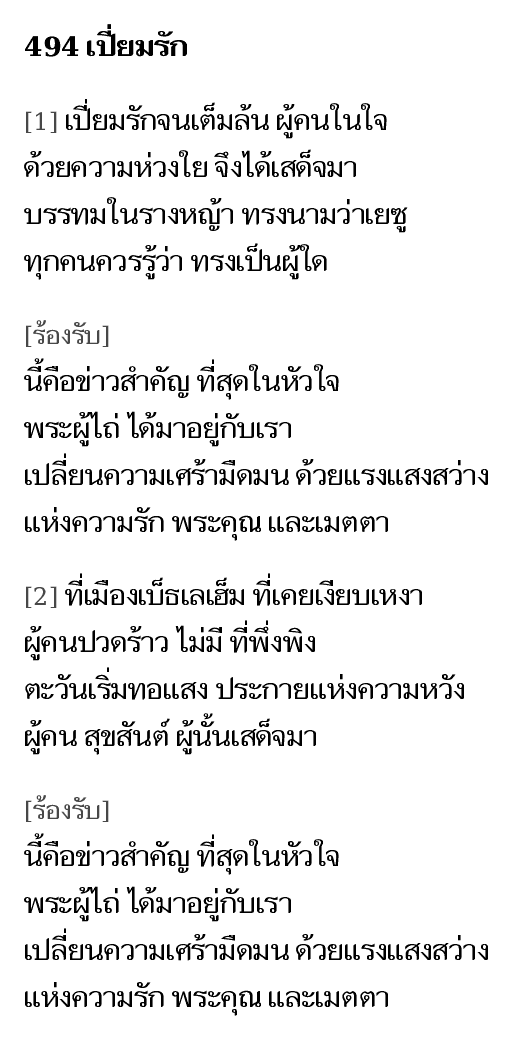 494 เปี่ยมรัก
[1] เปี่ยมรักจนเต็มล้น ผู้คนในใจ
ด้วยความห่วงใย จึงได้เสด็จมา
บรรทมในรางหญ้า ทรงนามว่าเยซู
ทุกคนควรรู้ว่า ทรงเป็นผู้ใด
[ร้องรับ]
นี้คือข่าวสำคัญ ที่สุดในหัวใจ
พระผู้ไถ่ ได้มาอยู่กับเรา
เปลี่ยนความเศร้ามืดมน ด้วยแรงแสงสว่าง
แห่งความรัก พระคุณ และเมตตา
[2] ที่เมืองเบ็ธเลเฮ็ม ที่เคยเงียบเหงา
ผู้คนปวดร้าว ไม่มี ที่พึ่งพิง
ตะวันเริ่มทอแสง ประกายแห่งความหวัง
ผู้คน สุขสันต์ ผู้นั้นเสด็จมา
[ร้องรับ]
นี้คือข่าวสำคัญ ที่สุดในหัวใจ
พระผู้ไถ่ ได้มาอยู่กับเรา
เปลี่ยนความเศร้ามืดมน ด้วยแรงแสงสว่าง
แห่งความรัก พระคุณ และเมตตา